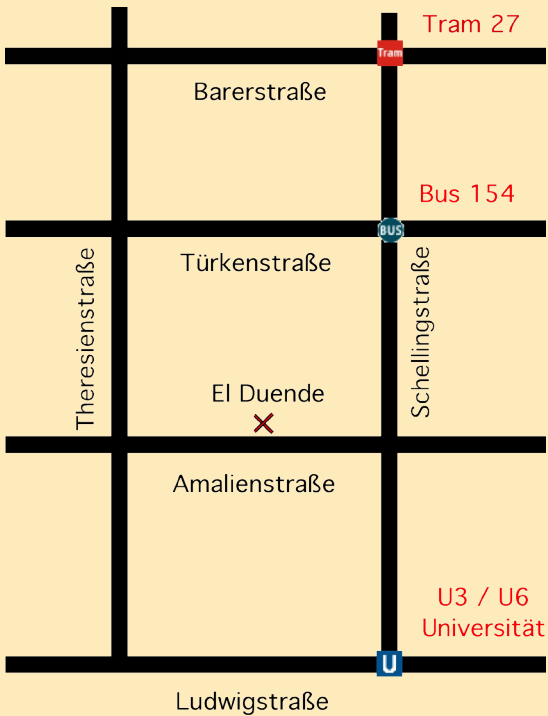 Tram 27
Tram
Barerstraße
Bus 154
BUS
Türkenstraße
Theresienstraße
Schellingstraße
El Duende
Amalienstraße
U3 / U6
Universität
U
Ludwigstraße